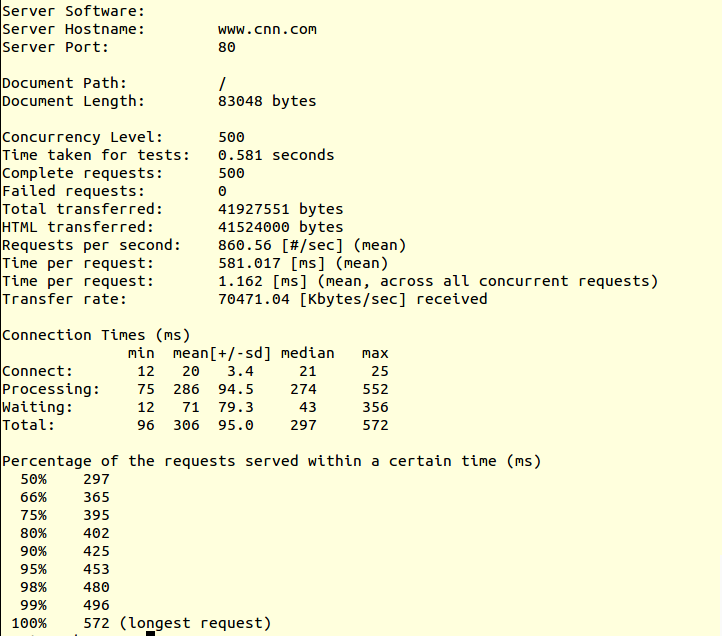 Server Software:
Server Hostname:        www.cnn.com
Server Port:            80
Document Path:          /
Document Length:        83048 bytes
Concurrency Level:      500
Time taken for tests:   0.581 seconds
Complete requests:      500
Failed requests:        0
Total transferred:      41927551 bytes
HTML transferred:       41524000 bytes
Requests per second:    860.56 [#/sec] (mean)
Time per request:       581.017 [ms] (mean)
Time per request:       1.162 [ms] (mean, across all concurrent requests)
Transfer rate:          70471.04 [Kbytes/sec] received
Connection Times (ms)
              min  mean[+/-sd] median   max
Connect:       12   20   3.4     21      25
Processing:    75  286  94.5    274     552
Waiting:       12   71  79.3     43     356
Total:         96  306  95.0    297     572
Percentage of the requests served within a certain time (ms)
  50%    297
  66%    365
  75%    395
  80%    402
  90%    425
  95%    453
  98%    480
  99%    496
 100%    572 (longest request)